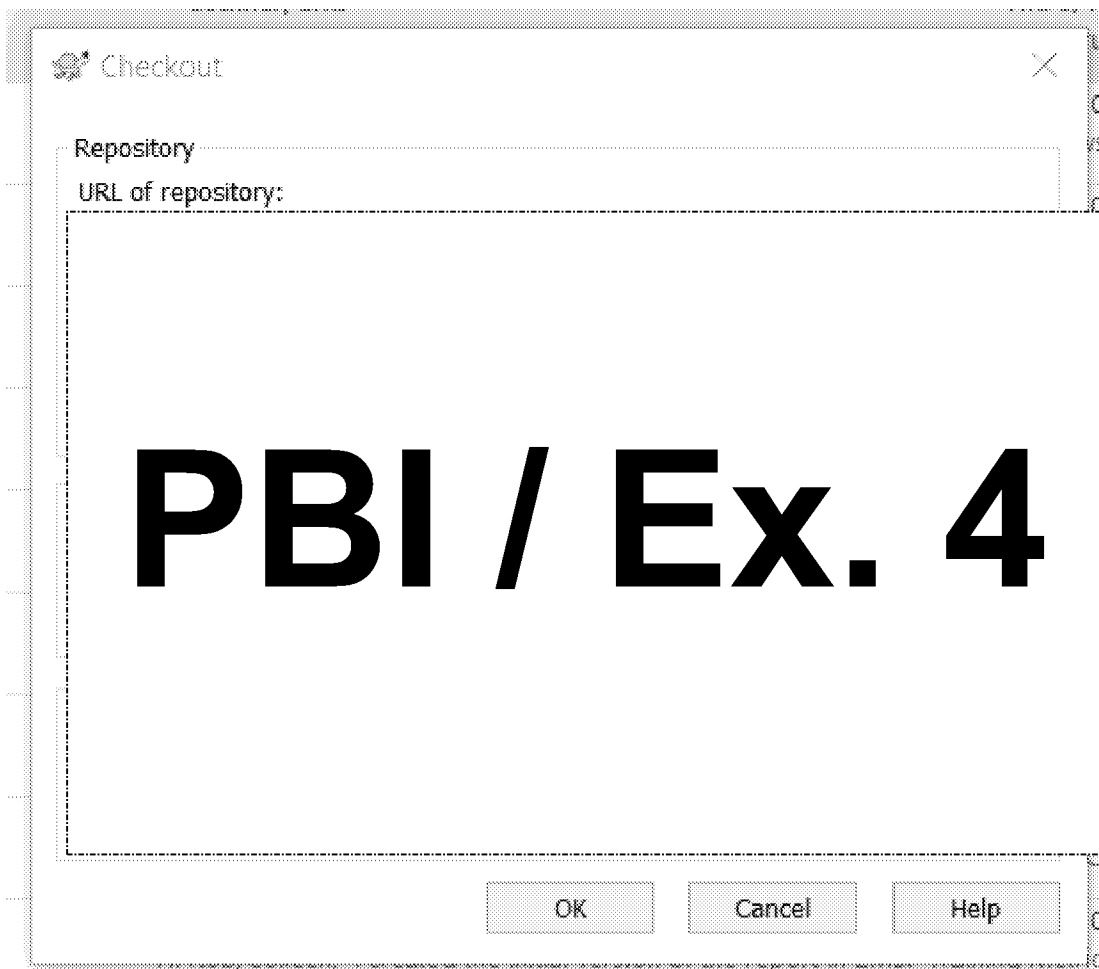 Checkout
Repository
URL of repository:
PBI / Ex. 4
OK
Cancel
Help